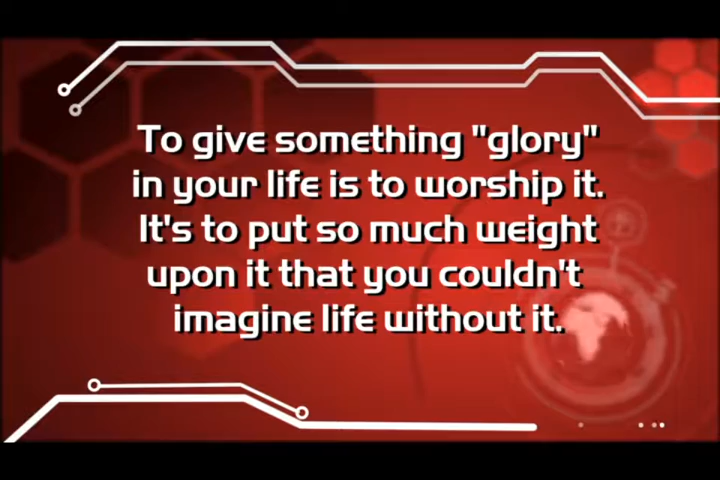 To give something "glory"
in your life is to worship it.
It's to put so much weight
upon it that you couldn't
imagine life without it.